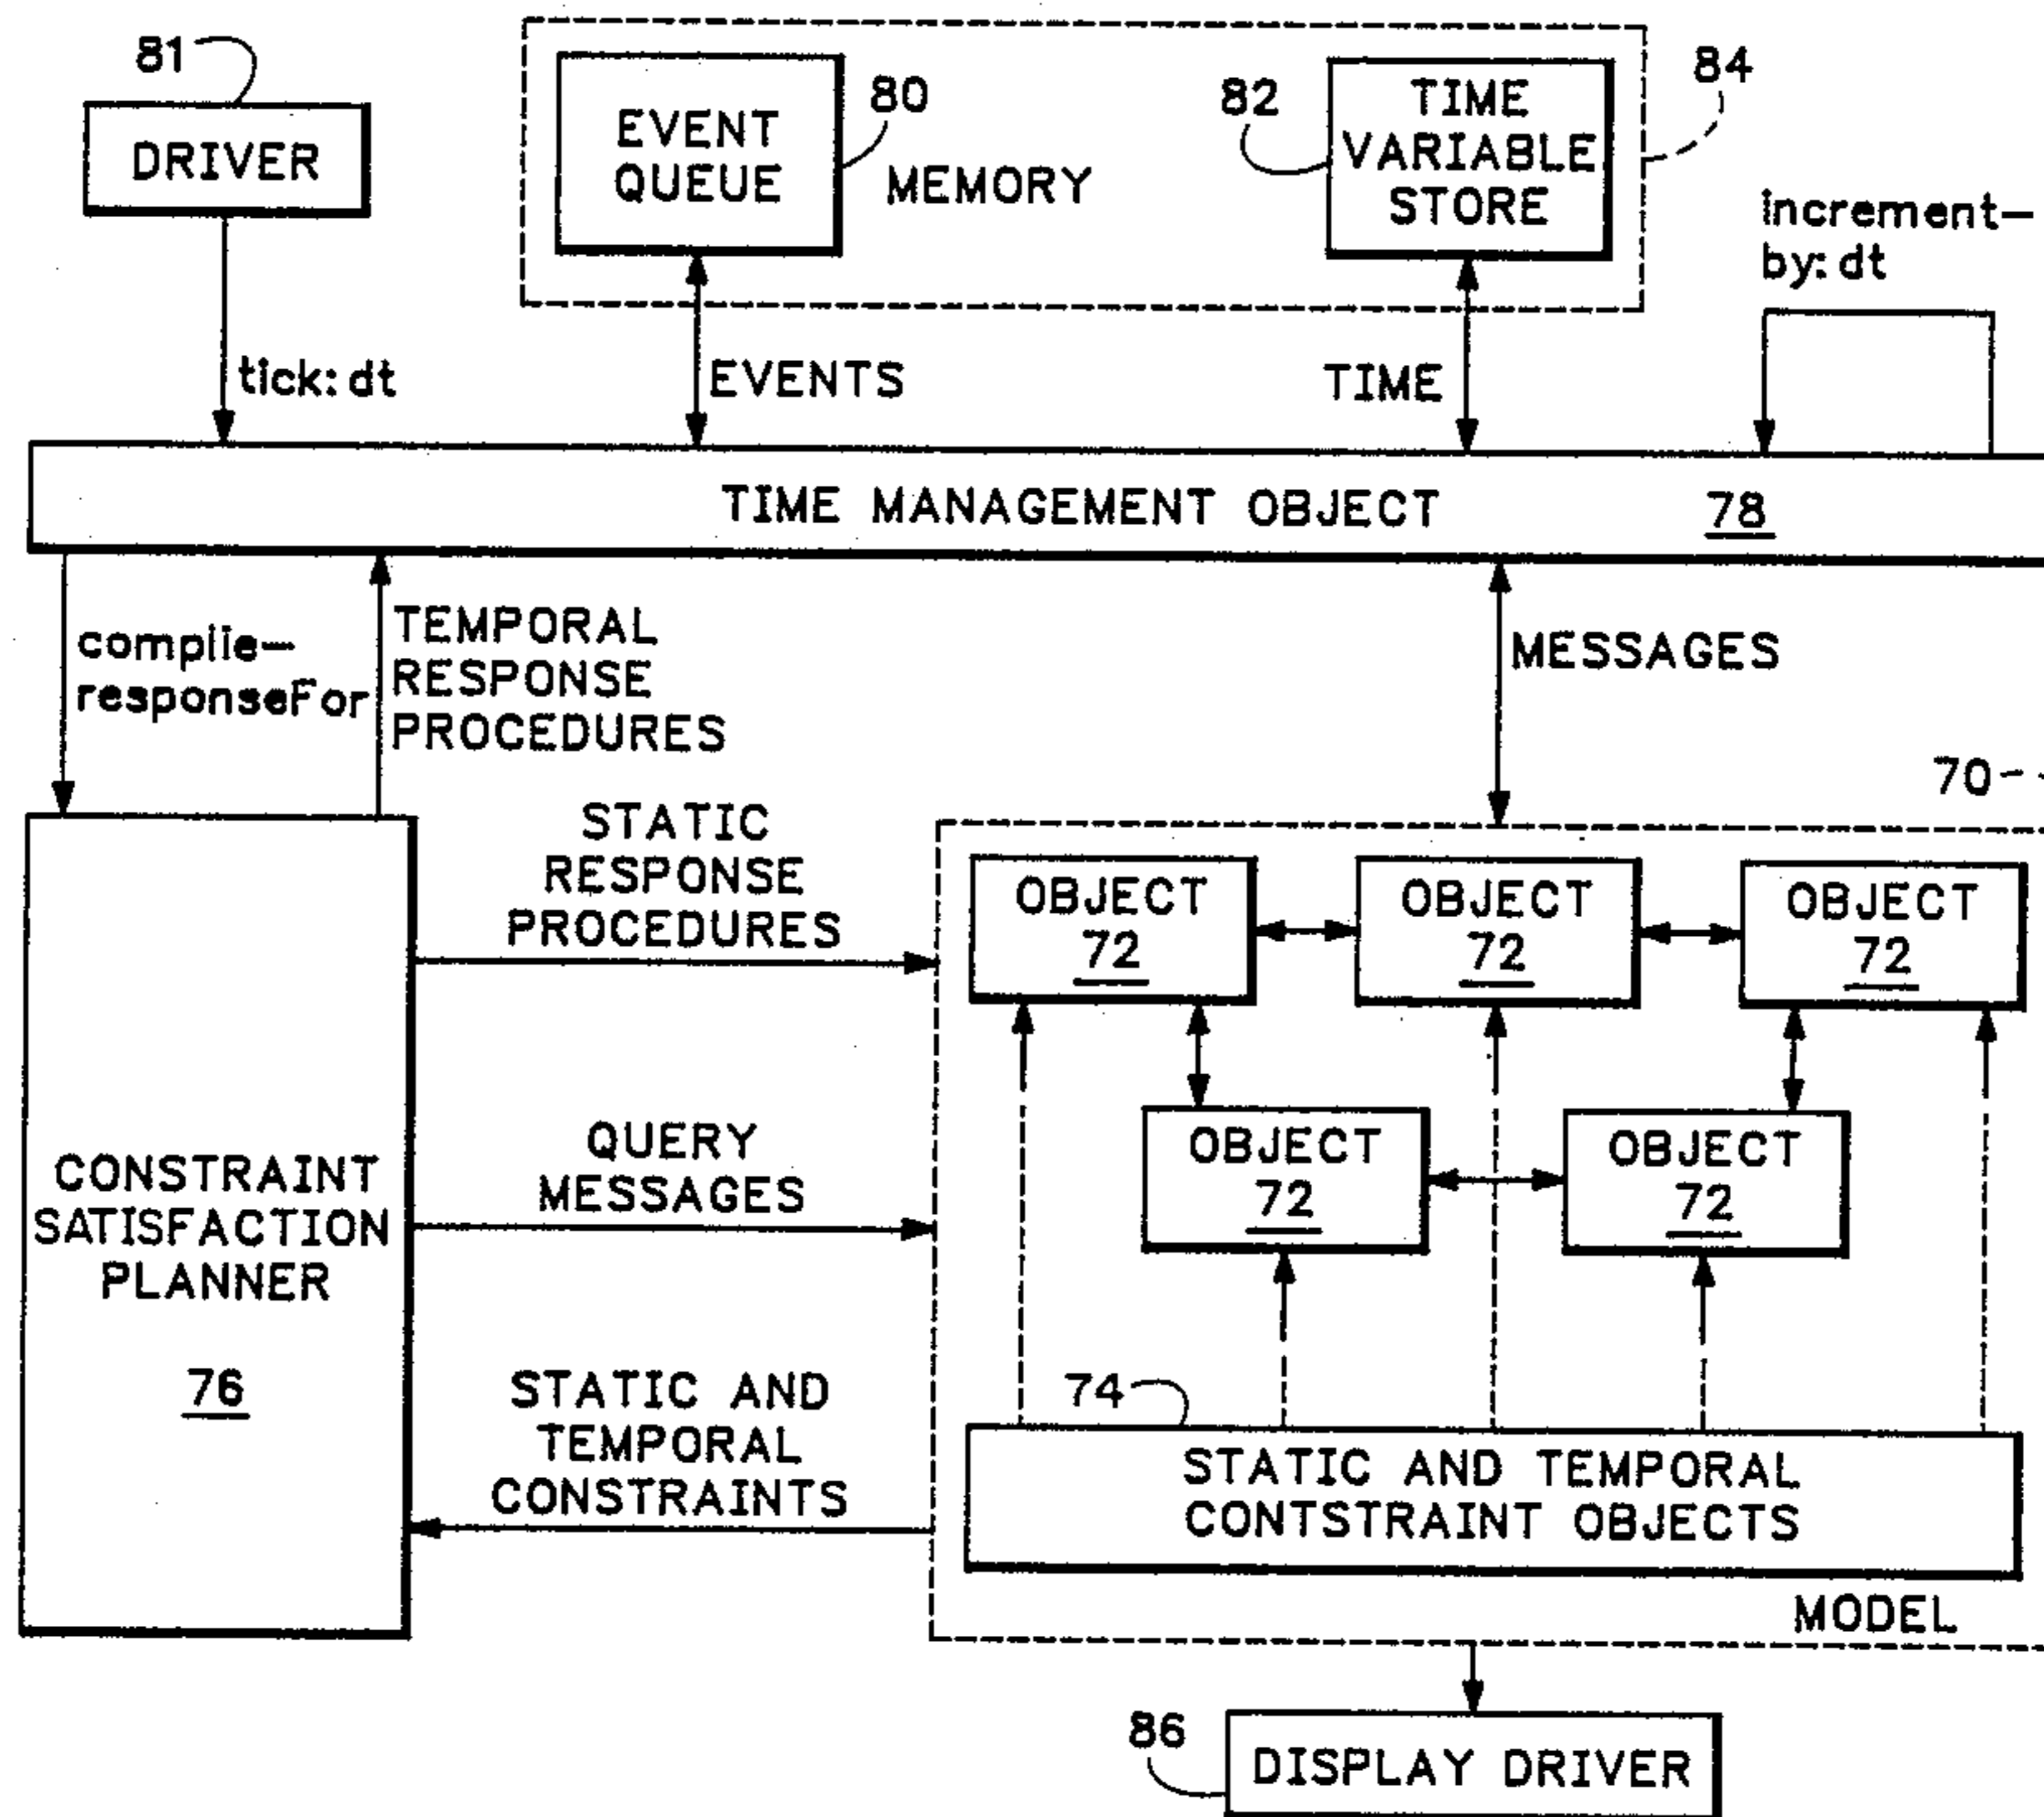 81
DRIVER
EVENT
QUEUE
80
MEMORY
82
TIME
VARIABLE
STORE
84
increment-
by: dt
tick: dt
EVENTS
TIME
TIME MANAGEMENT OBJECT 78
compile-
responseFor
TEMPORAL
RESPONSE
PROCEDURES
MESSAGES
70
STATIC
RESPONSE
PROCEDURES
OBJECT
72
OBJECT
72
OBJECT
72
QUERY
MESSAGES
OBJECT
72
OBJECT
72
CONSTRAINT
SATISFACTION
PLANNER
76
STATIC AND
TEMPORAL
CONSTRAINTS
74
STATIC AND TEMPORAL
CONTSTRAINT OBJECTS
MODEL
86
DISPLAY DRIVER